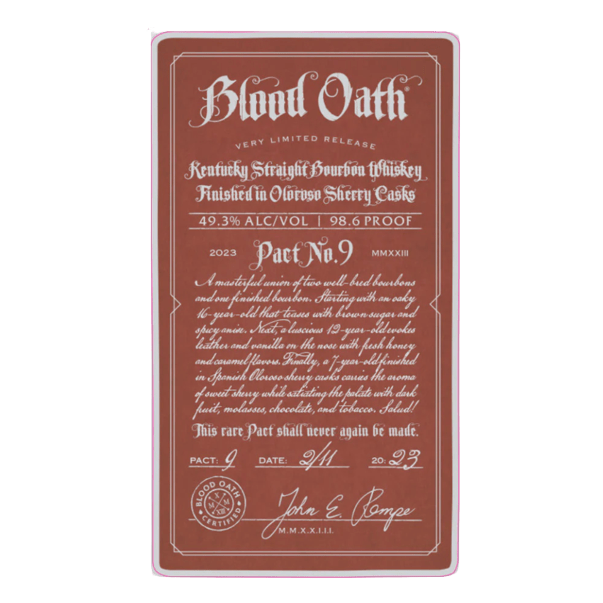 Blood Oath®
VERY LIMITED RELEASE
Kentucky Straight Bourbon Whiskey
Finished in Oloroso Sherry Casks
49.3% ALC/VOL | 98.6 PROOF
2023 Pact No.9 MMXXIII
A masterful union of two well-bred bourbons
and one finished bourbon. Starting with an oaky
16-year-old that teases with brown sugar and
spicy anise. Next, a luscious 12-year-old evokes
leather and vanilla on the nose with fresh honey
and caramel flavors. Finally, a 7-year-old finished
in Spanish Oloroso sherry casks carries the aroma
of sweet sherry while satiating the palate with dark
fruit, molasses, chocolate, and tobacco. Salud!
This rare Pact shall never again be made.
PACT: 9 DATE: 2/11 20: 23
BLOOD OATH
CERTIFIED
John E. Rempe
M.M.X.X.I.I.I.